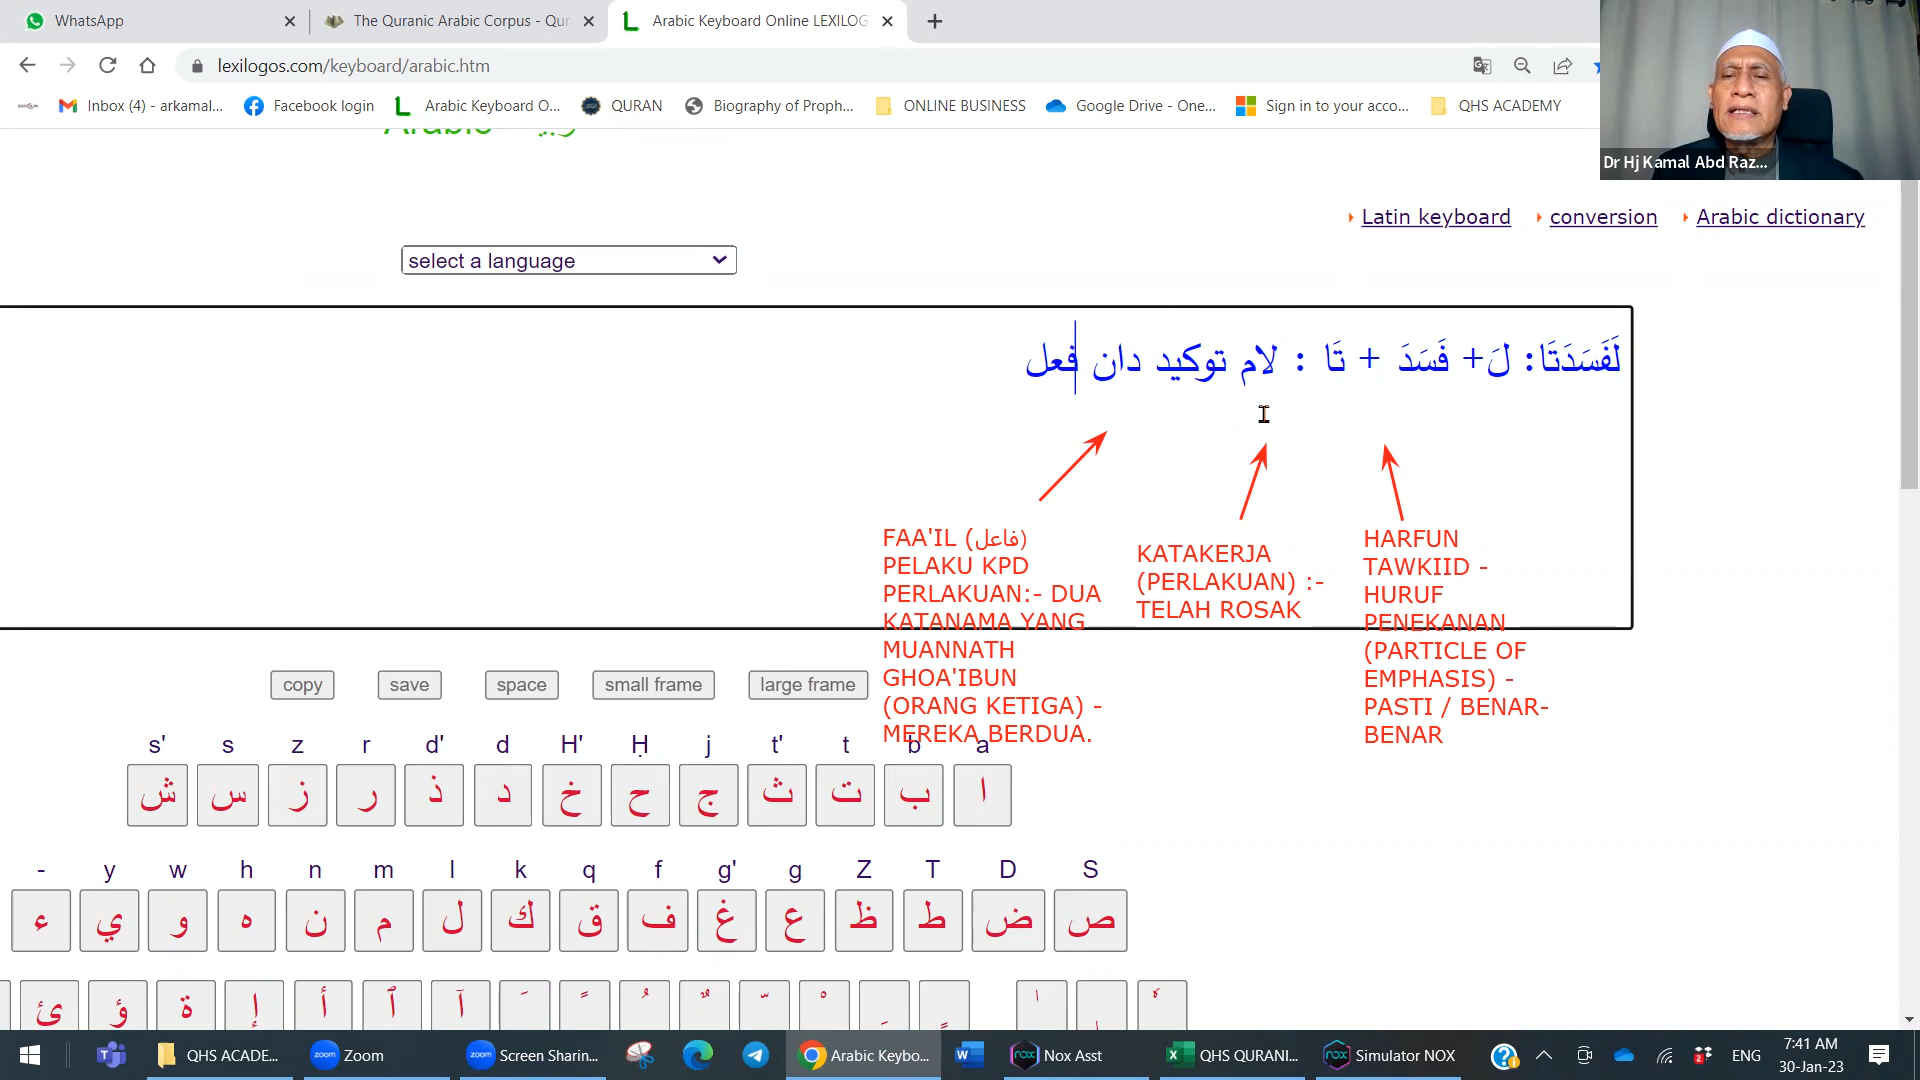 WhatsApp
The Quranic Arabic Corpus - Qur
Arabic Keyboard Online LEXILOG
lexilogos.com/keyboard/arabic.htm
Inbox (4) - arkamal...
Facebook login
Arabic Keyboard O...
QURAN
Biography of Proph...
ONLINE BUSINESS
Google Drive - One...
Sign in to your acco...
QHS ACADEMY
Dr Hj Kamal Abd Raz...
Latin keyboard
conversion
Arabic dictionary
select a language
لَفَسَدَتَا: لَ+ فَسَدَ + تَا : لام توكيد دان فعل
FAA'IL (فاعل)
PELAKU KPD
PERLAKUAN:- DUA
KATANAMA YANG
MUANNATH
GHOA'IBUN
(ORANG KETIGA) -
MEREKA BERDUA.
KATAKERJA
(PERLAKUAN) :-
TELAH ROSAK
HARFUN
TAWKIID -
HURUF
PENEKANAN
(PARTICLE OF
EMPHASIS) -
PASTI / BENAR-
BENAR
copy
save
space
small frame
large frame
s' s z r d' d H' Ḥ j t' t b a
ش س ز ر ذ د خ ح ج ث ت ب ا
- y w h n m l k q f g' g Z T D S
ء ي و ه ن م ل ك ق ف غ ع ظ ط ض ص
ئ ؤ ة إ أ ٱ آ
QHS ACADE...
Zoom
Screen Sharin...
Arabic Keybo...
Nox Asst
QHS QURANI...
Simulator NOX
ENG
7:41 AM
30-Jan-23